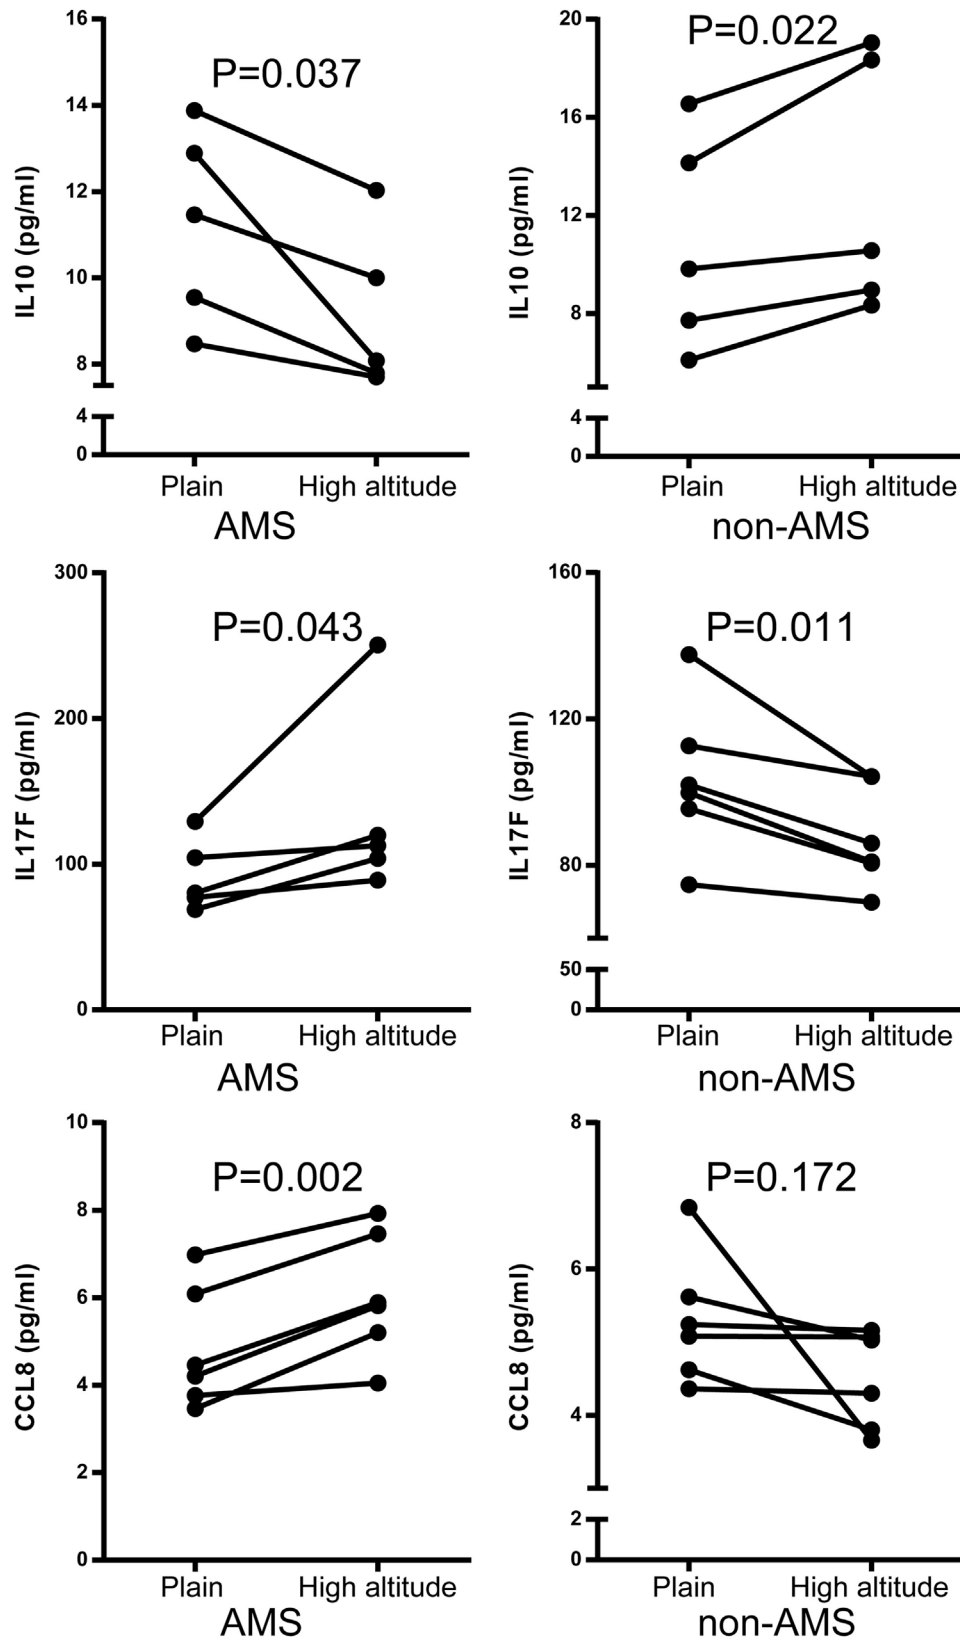 16
14
12
10
8
4
0
IL10 (pg/ml)
P=0.037
Plain
High altitude
AMS
20
16
12
8
4
0
IL10 (pg/ml)
P=0.022
Plain
High altitude
non-AMS
300
200
100
0
IL17F (pg/ml)
P=0.043
Plain
High altitude
AMS
160
120
80
50
0
IL17F (pg/ml)
P=0.011
Plain
High altitude
non-AMS
10
8
6
4
2
0
CCL8 (pg/ml)
P=0.002
Plain
High altitude
AMS
8
6
4
2
0
CCL8 (pg/ml)
P=0.172
Plain
High altitude
non-AMS